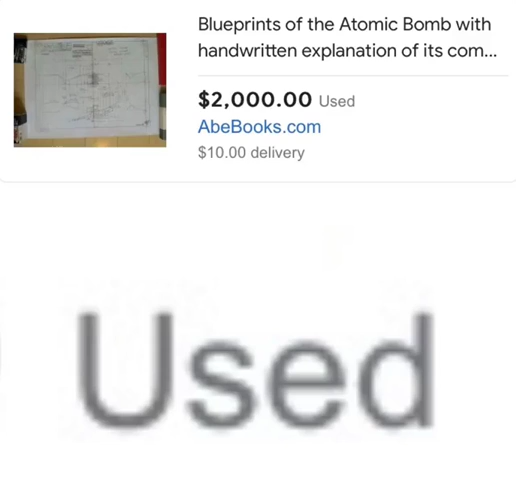 Blueprints of the Atomic Bomb with
handwritten explanation of its com...
$2,000.00 Used
AbeBooks.com
$10.00 delivery
Used